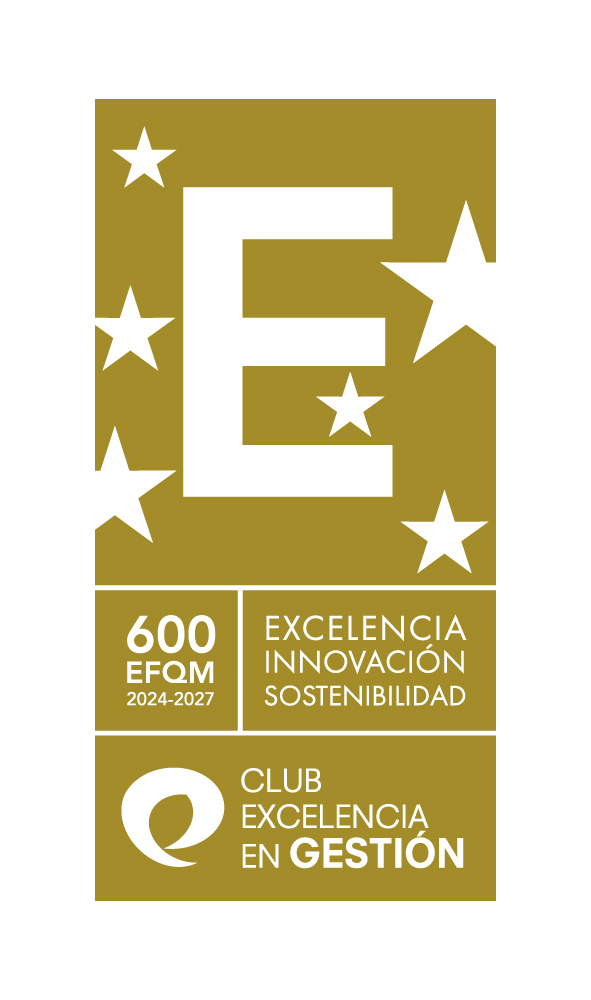 E
600
EFQM
2024-2027
EXCELENCIA
INNOVACIÓN
SOSTENIBILIDAD
CLUB
EXCELENCIA
EN GESTIÓN